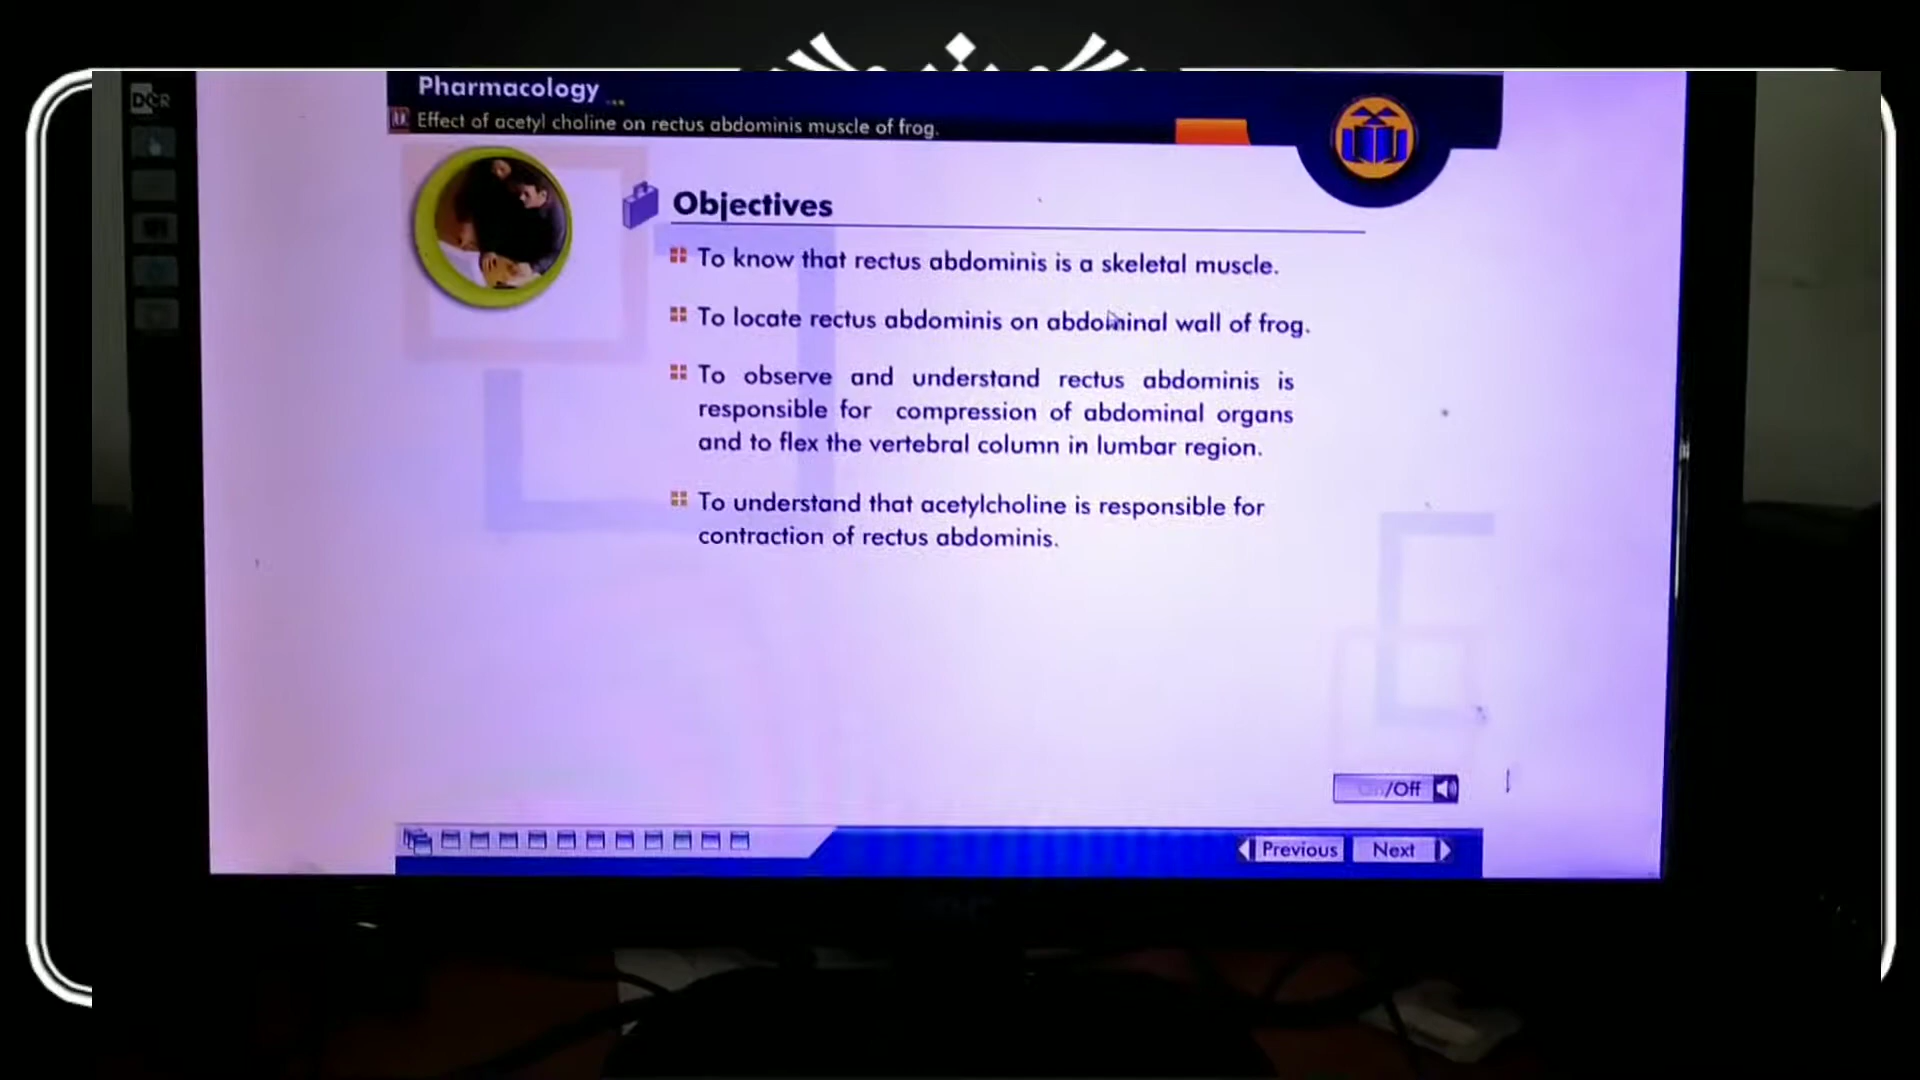 Pharmacology ...
Effect of acetyl choline on rectus abdominis muscle of frog.
Objectives
To know that rectus abdominis is a skeletal muscle.
To locate rectus abdominis on abdominal wall of frog.
To observe and understand rectus abdominis is
responsible for compression of abdominal organs
and to flex the vertebral column in lumbar region.
To understand that acetylcholine is responsible for
contraction of rectus abdominis.
/Off
Previous
Next